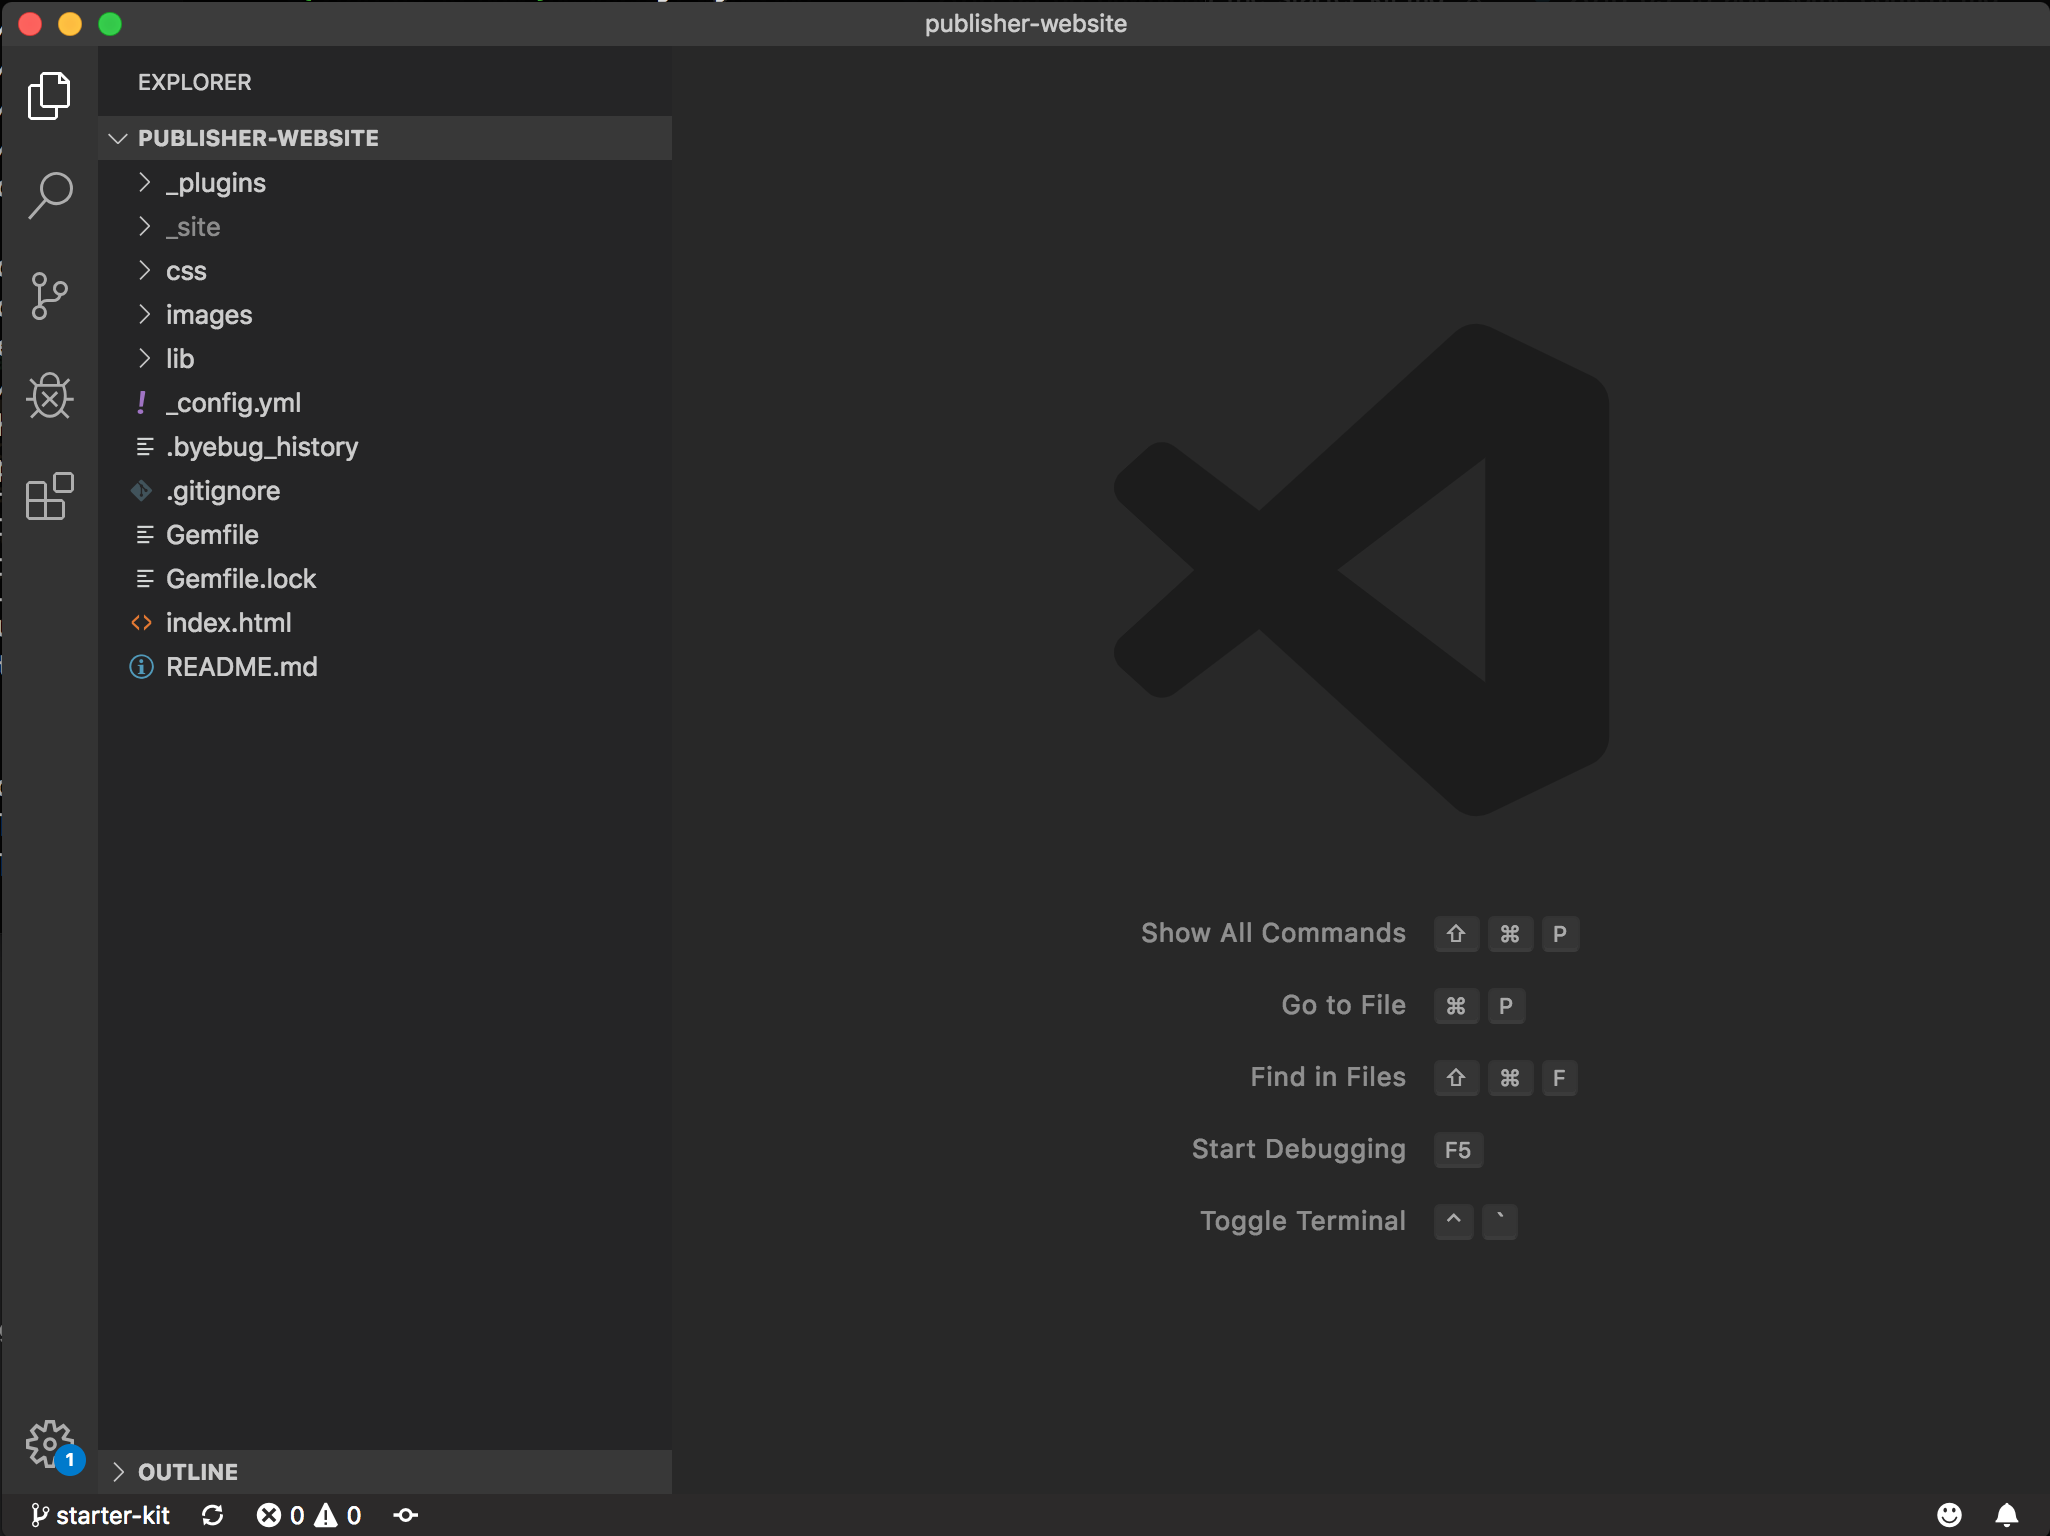 publisher-website
EXPLORER
PUBLISHER-WEBSITE
_plugins
_site
css
images
lib
! _config.yml
.byebug_history
.gitignore
Gemfile
Gemfile.lock
<> index.html
README.md
Show All Commands ⇧ ⌘ P
Go to File ⌘ P
Find in Files ⇧ ⌘ F
Start Debugging F5
Toggle Terminal ^ `
1
OUTLINE
starter-kit 0 0